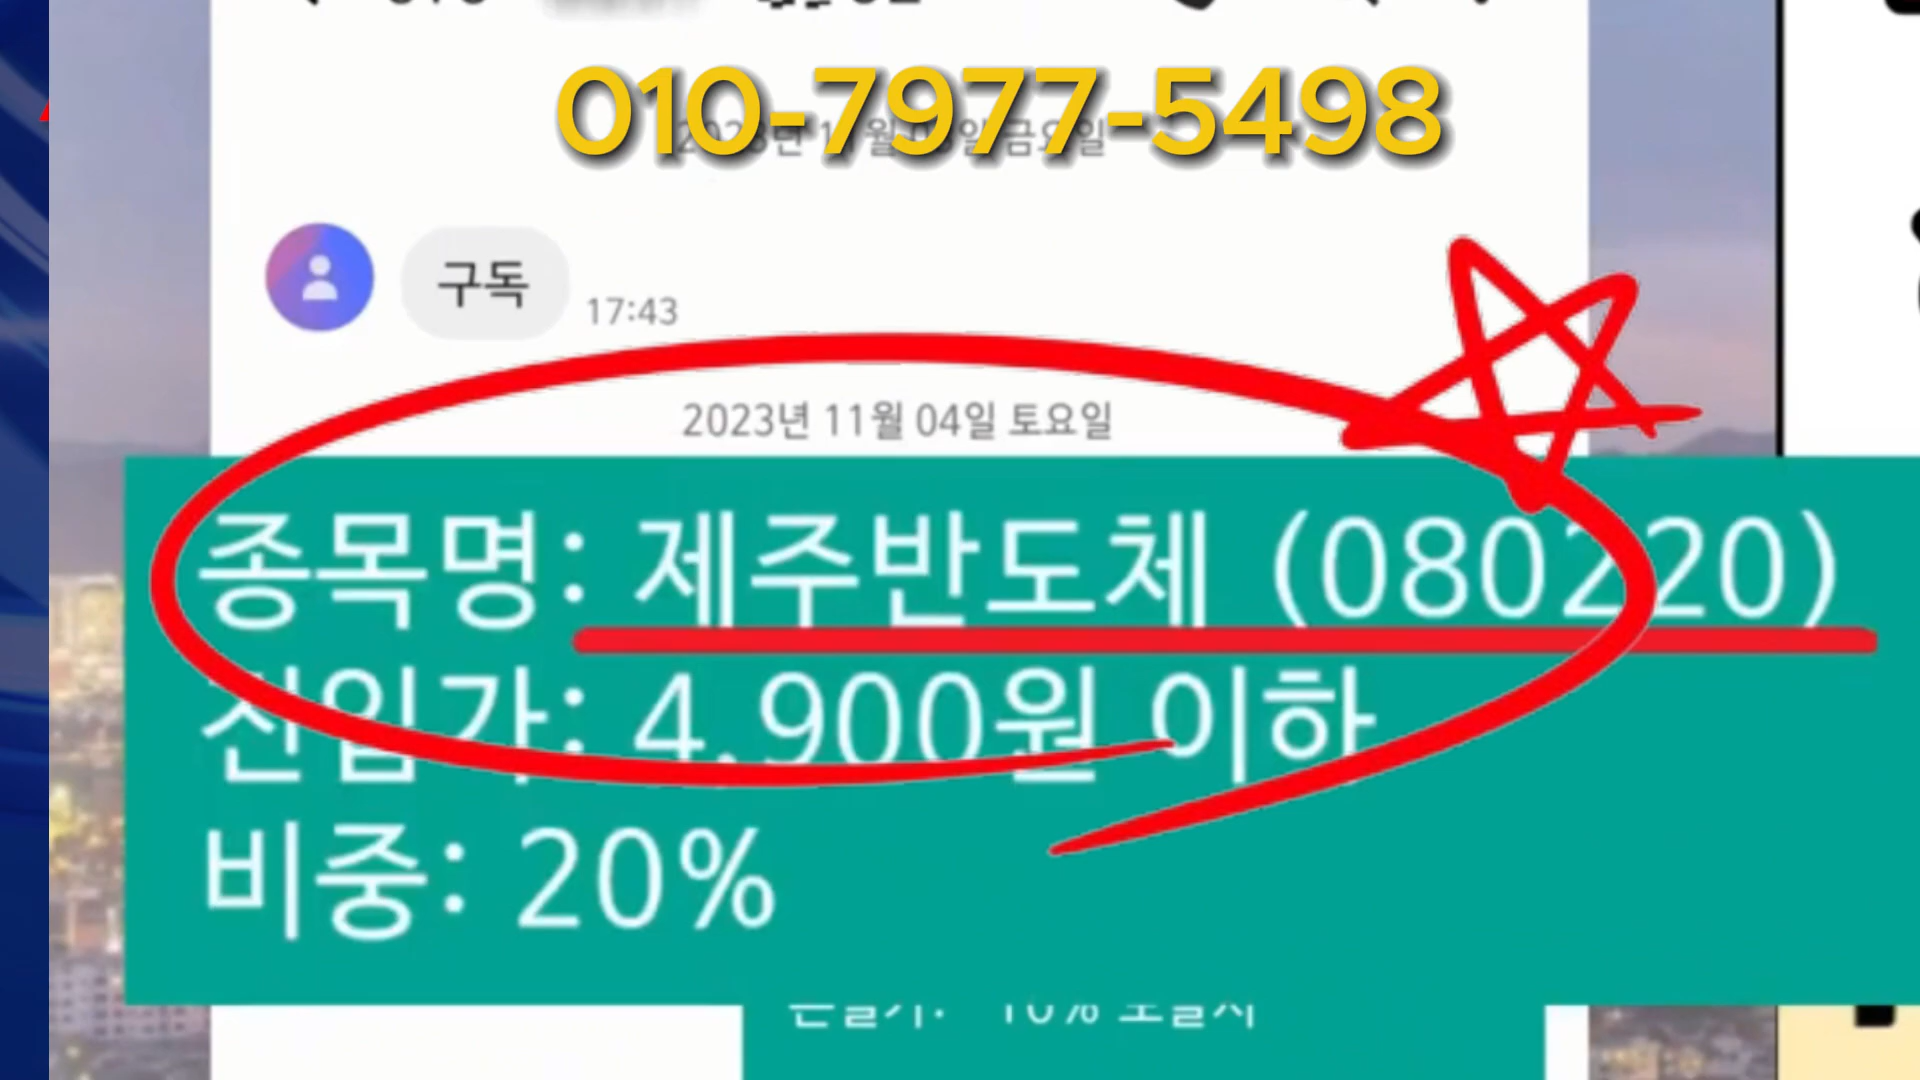 010-7977-5498
구독
17:43
2023년 11월 04일 토요일
종목명: 제주반도체 (080220)
진입가: 4,900원 이하
비중: 20%